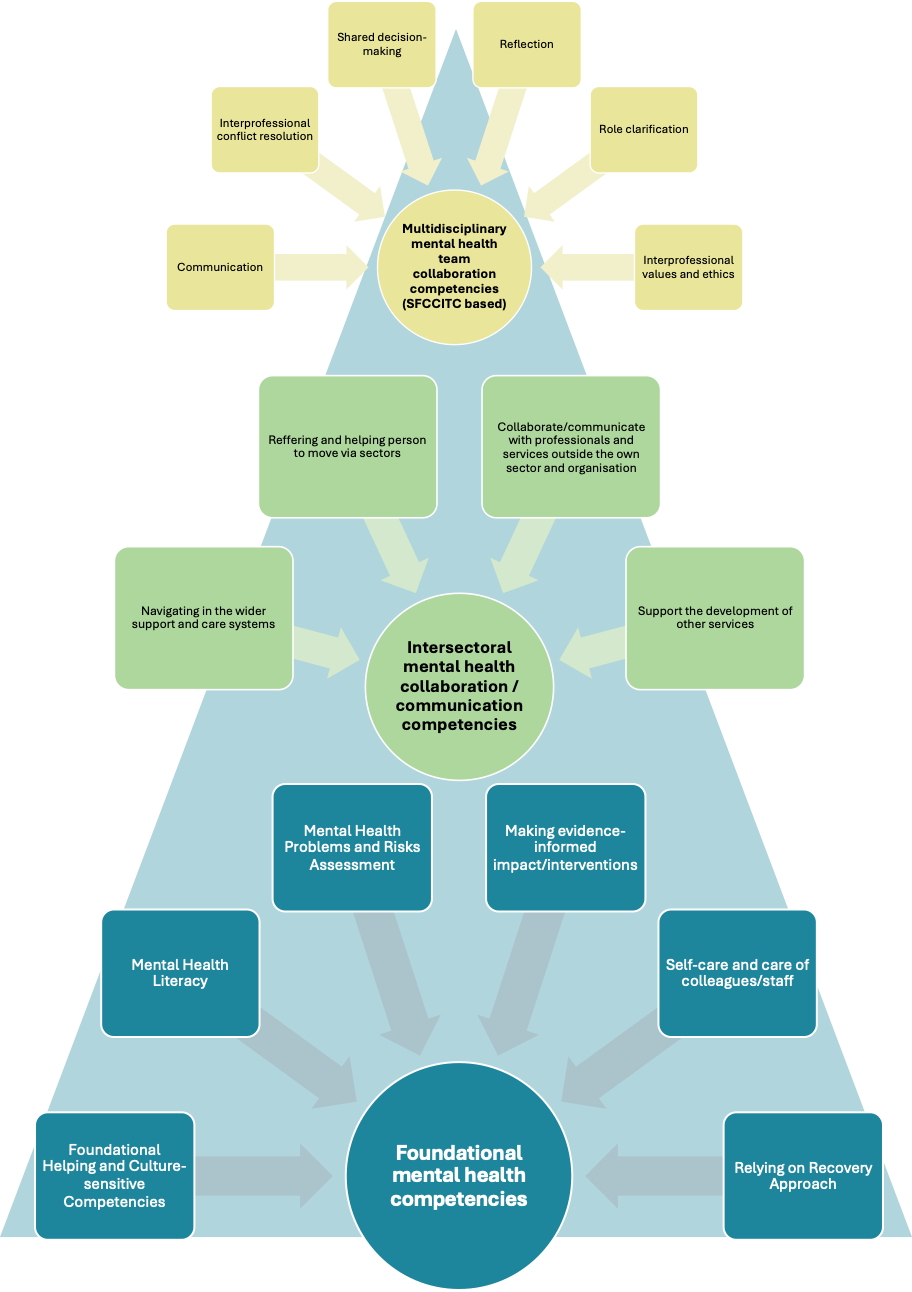 Shared decision-
making
Reflection
Interprofessional
conflict resolution
Role clarification
Communication
Multidisciplinary
mental health
team
collaboration
competencies
(SFCCITC based)
Interprofessional
values and ethics
Reffering and helping person
to move via sectors
Collaborate/communicate
with professionals and
services outside the own
sector and organisation
Navigating in the wider
support and care systems
Support the development of
other services
Intersectoral
mental health
collaboration /
communication
competencies
Mental Health
Problems and Risks
Assessment
Making evidence-
informed
impact/interventions
Mental Health
Literacy
Self-care and care of
colleagues/staff
Foundational
Helping and Culture-
sensitive
Competencies
Foundational
mental health
competencies
Relying on Recovery
Approach